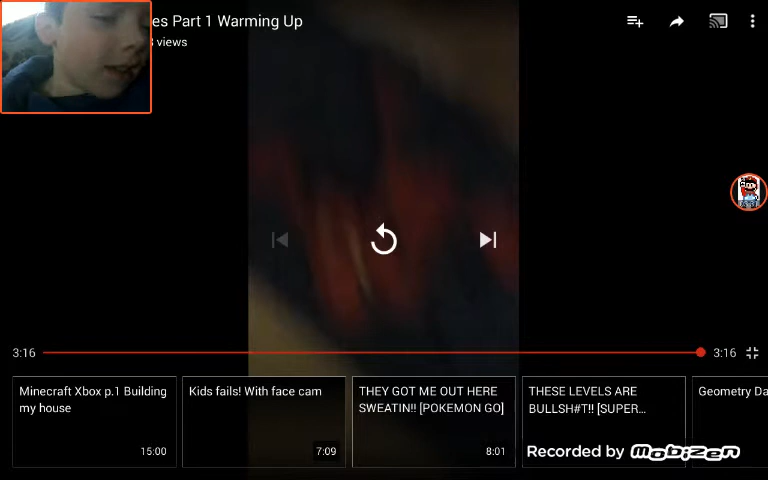 es Part 1 Warming Up
views
3:16
3:16
Minecraft Xbox p.1 Building
my house
15:00
Kids fails! With face cam
7:09
THEY GOT ME OUT HERE
SWEATIN!! [POKEMON GO]
8:01
THESE LEVELS ARE
BULLSH#T!! [SUPER...
Geometry Da
Recorded by Mobizen